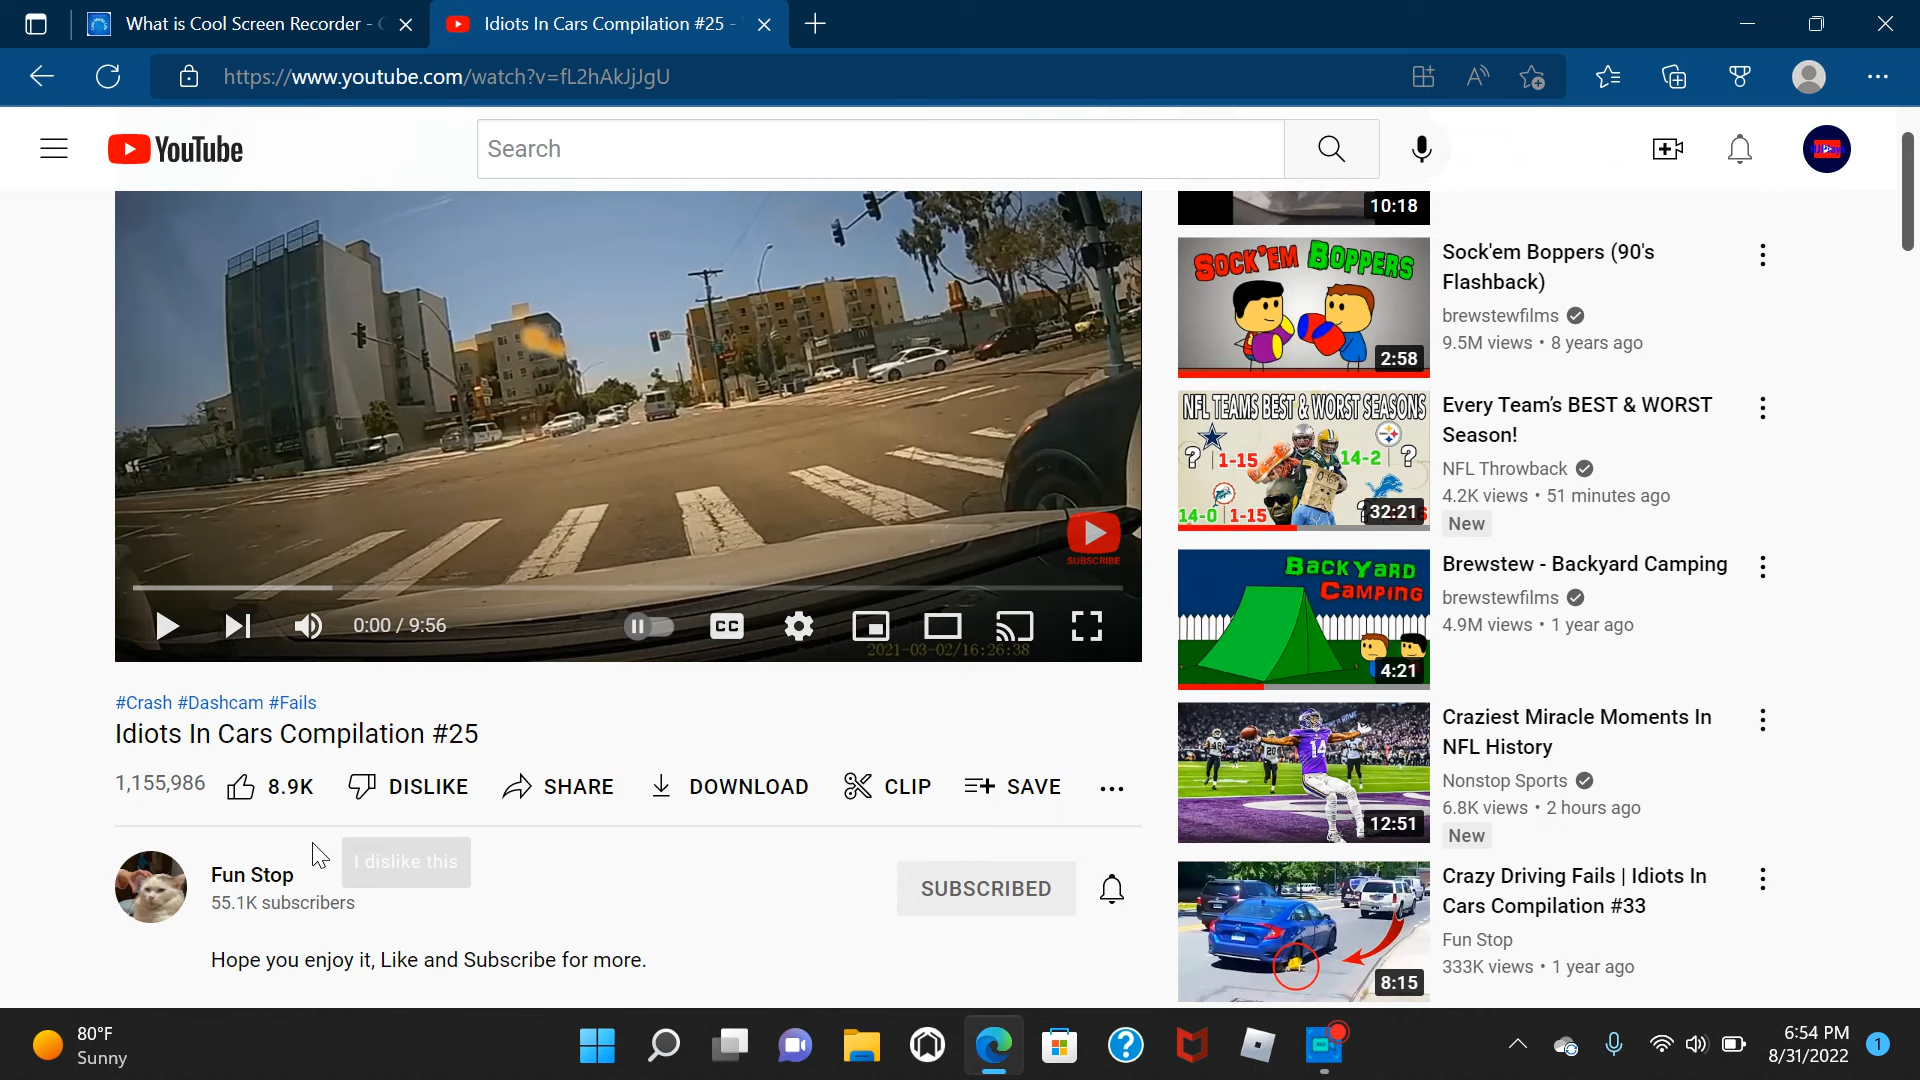 What is Cool Screen Recorder - C
Idiots In Cars Compilation #25 -
https://www.youtube.com/watch?v=fL2hAkJjJgU
YouTube
Search
10:18
SOCK'EM BOPPERS
2:58
Sock'em Boppers (90's
Flashback)
brewstewfilms
9.5M views • 8 years ago
NFL TEAMS BEST & WORST SEASONS
? 1-15 14-2 ?
14-0 1-15
32:21
Every Team's BEST & WORST
Season!
NFL Throwback
4.2K views • 51 minutes ago
New
BACKYARD
CAMPING
4:21
Brewstew - Backyard Camping
brewstewfilms
4.9M views • 1 year ago
12:51
Craziest Miracle Moments In
NFL History
Nonstop Sports
6.8K views • 2 hours ago
New
8:15
Crazy Driving Fails | Idiots In
Cars Compilation #33
Fun Stop
333K views • 1 year ago
SUBSCRIBE
0:00 / 9:56
CC
2021-03-02/16:26:38
#Crash #Dashcam #Fails
Idiots In Cars Compilation #25
1,155,986 8.9K DISLIKE SHARE DOWNLOAD CLIP SAVE
I dislike this
Fun Stop
55.1K subscribers
SUBSCRIBED
Hope you enjoy it, Like and Subscribe for more.
80°F
Sunny
6:54 PM
8/31/2022
1